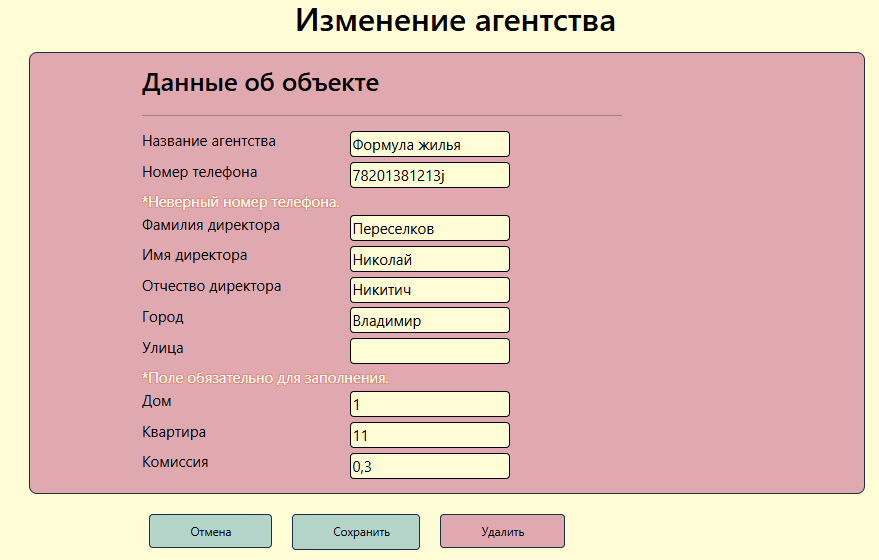 Изменение агентства
Данные об объекте
Название агентства Формула жилья
Номер телефона 78201381213j
*Неверный номер телефона.
Фамилия директора Переселков
Имя директора Николай
Отчество директора Никитич
Город Владимир
Улица
*Поле обязательно для заполнения.
Дом 1
Квартира 11
Комиссия 0,3
Отмена Сохранить Удалить